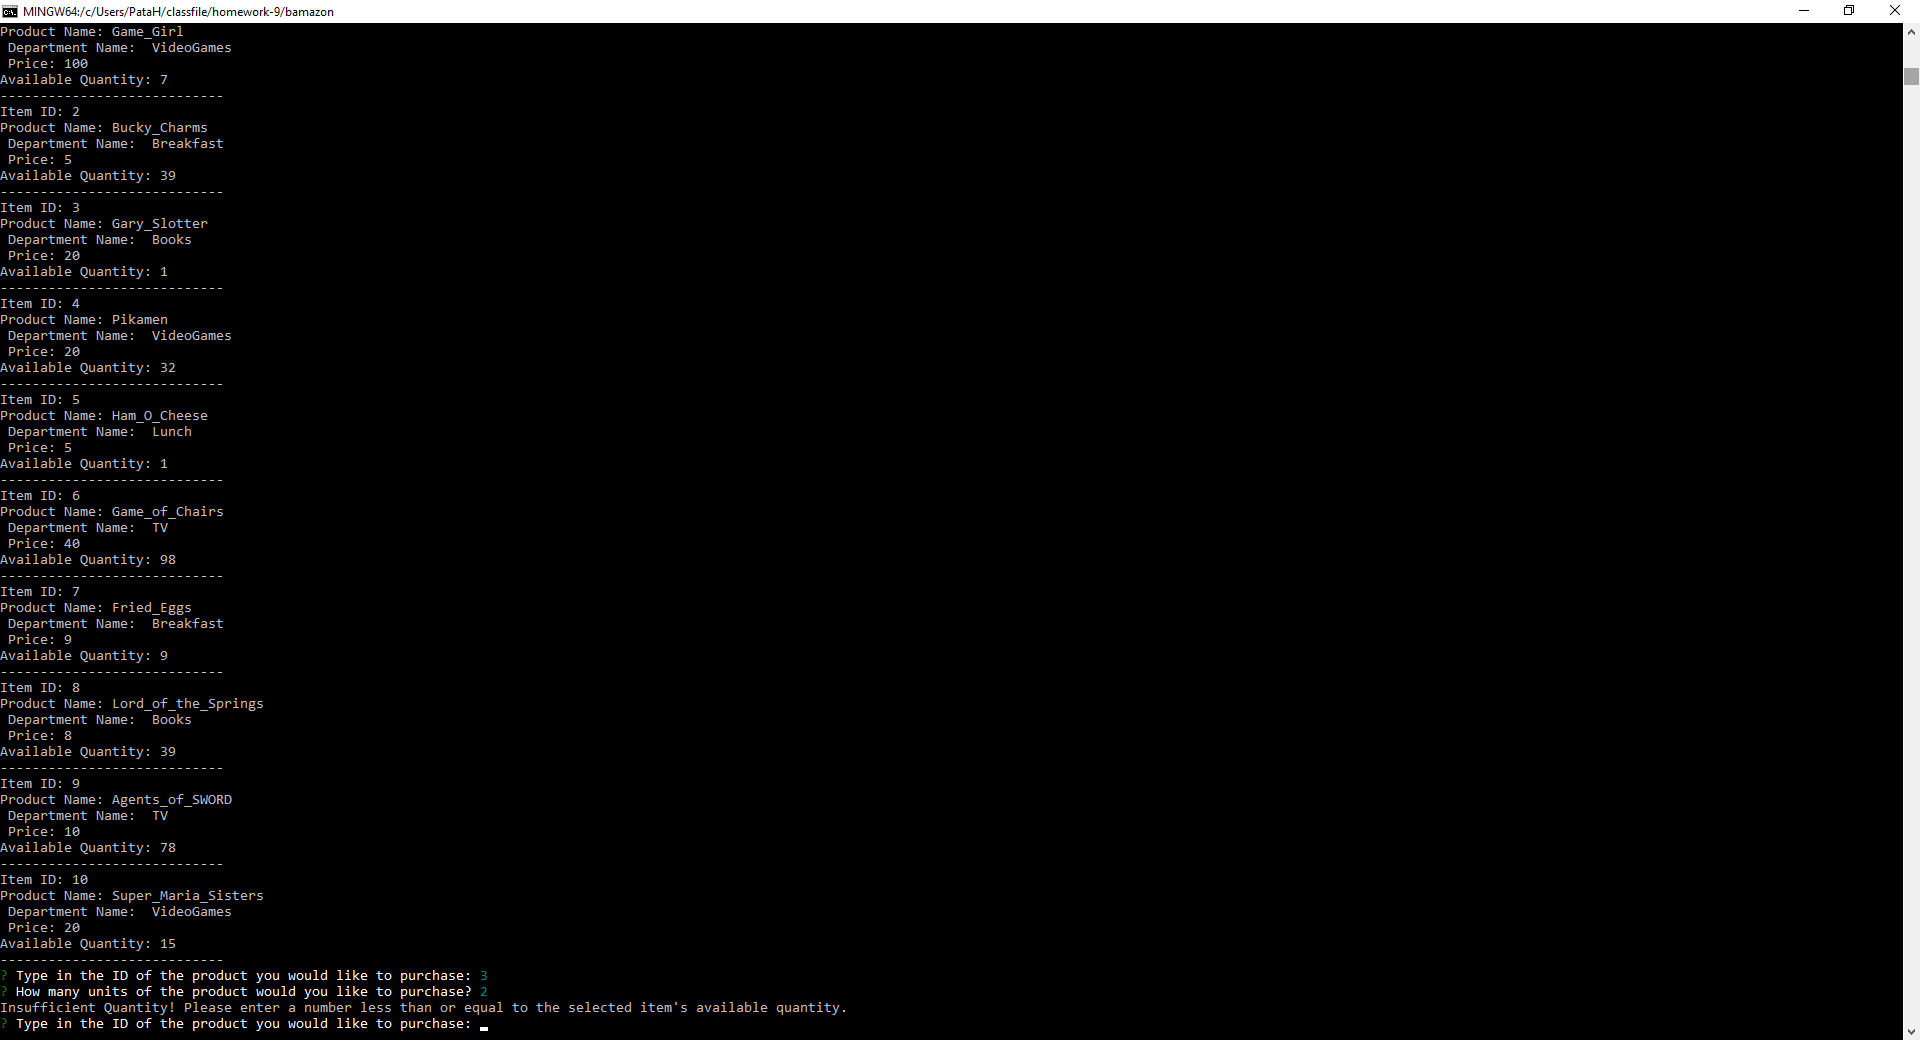 MINGW64:/c/Users/PataH/classfile/homework-9/bamazon
Product Name: Game_Girl
 Department Name:  VideoGames
 Price: 100
Available Quantity: 7
----------------------------
Item ID: 2
Product Name: Bucky_Charms
 Department Name:  Breakfast
 Price: 5
Available Quantity: 39
----------------------------
Item ID: 3
Product Name: Gary_Slotter
 Department Name:  Books
 Price: 20
Available Quantity: 1
----------------------------
Item ID: 4
Product Name: Pikamen
 Department Name:  VideoGames
 Price: 20
Available Quantity: 32
----------------------------
Item ID: 5
Product Name: Ham_O_Cheese
 Department Name:  Lunch
 Price: 5
Available Quantity: 1
----------------------------
Item ID: 6
Product Name: Game_of_Chairs
 Department Name:  TV
 Price: 40
Available Quantity: 98
----------------------------
Item ID: 7
Product Name: Fried_Eggs
 Department Name:  Breakfast
 Price: 9
Available Quantity: 9
----------------------------
Item ID: 8
Product Name: Lord_of_the_Springs
 Department Name:  Books
 Price: 8
Available Quantity: 39
----------------------------
Item ID: 9
Product Name: Agents_of_SWORD
 Department Name:  TV
 Price: 10
Available Quantity: 78
----------------------------
Item ID: 10
Product Name: Super_Maria_Sisters
 Department Name:  VideoGames
 Price: 20
Available Quantity: 15
----------------------------
? Type in the ID of the product you would like to purchase: 3
? How many units of the product would you like to purchase? 2
Insufficient Quantity! Please enter a number less than or equal to the selected item's available quantity.
? Type in the ID of the product you would like to purchase: